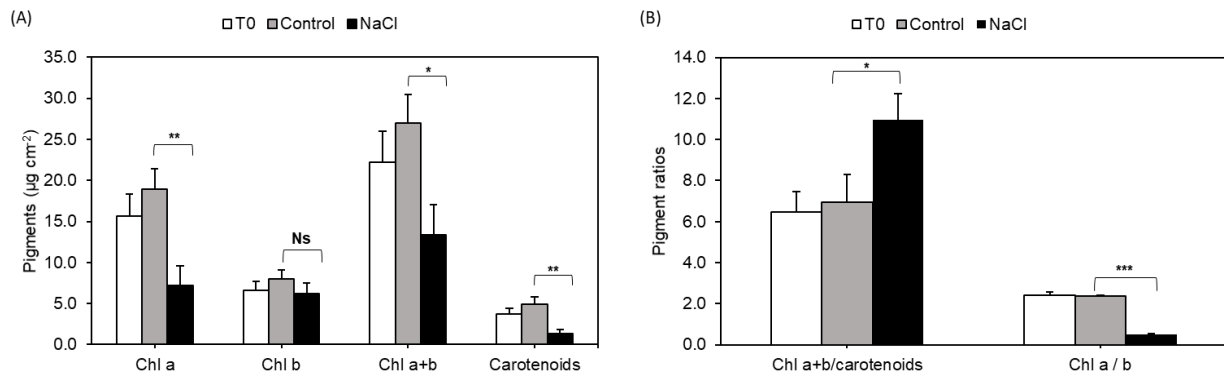 (A)
T0 Control NaCl
Pigments (µg cm-2)
35.0
30.0
25.0
20.0
15.0
10.0
5.0
0.0
**
Ns
*
**
Chl a Chl b Chl a+b Carotenoids
(B)
T0 Control NaCl
Pigment ratios
14.0
12.0
10.0
8.0
6.0
4.0
2.0
0.0
*
***
Chl a+b/carotenoids Chl a / b